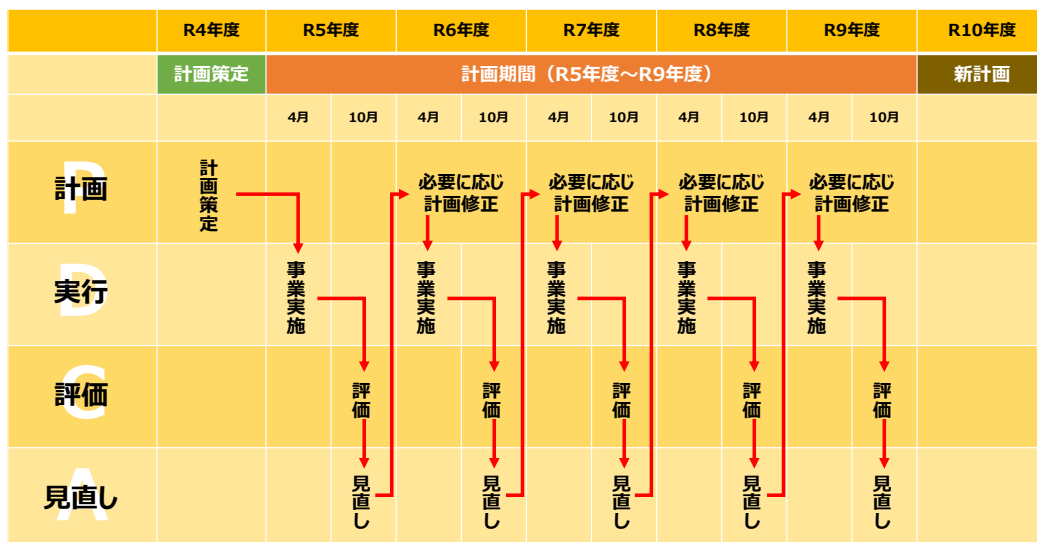 R4年度 R5年度 R6年度 R7年度 R8年度 R9年度 R10年度
計画策定 計画期間（R5年度～R9年度） 新計画
4月 10月 4月 10月 4月 10月 4月 10月 4月 10月
P
計画
計画策定
必要に応じ
計画修正
必要に応じ
計画修正
必要に応じ
計画修正
必要に応じ
計画修正
D
実行
事業実施
事業実施
事業実施
事業実施
事業実施
C
評価
評価
評価
評価
評価
評価
A
見直し
見直し
見直し
見直し
見直し
見直し